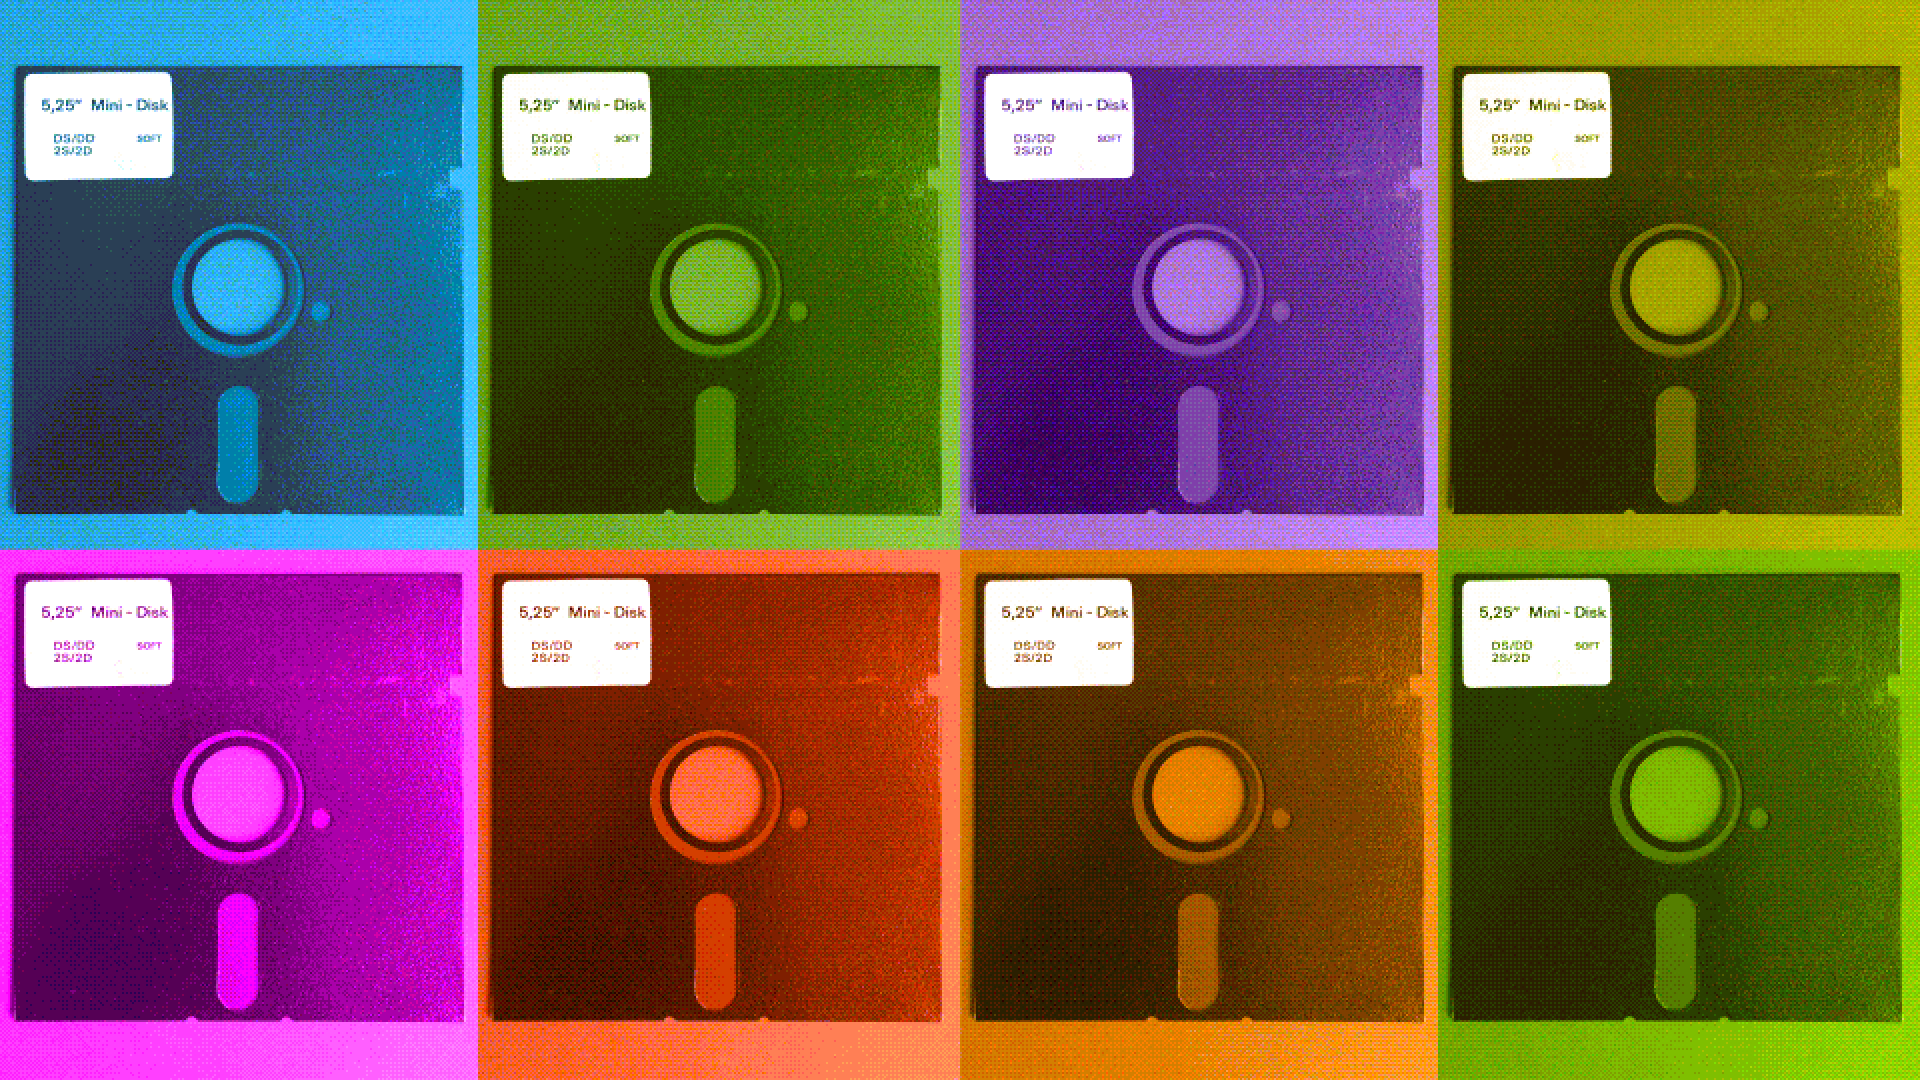 5,25″ Mini - Disk
DS/DD SOFT
2S/2D
5,25″ Mini - Disk
DS/DD SOFT
2S/2D
5,25″ Mini - Disk
DS/DD SOFT
2S/2D
5,25″ Mini - Disk
DS/DD SOFT
2S/2D
5,25″ Mini - Disk
DS/DD SOFT
2S/2D
5,25″ Mini - Disk
DS/DD SOFT
2S/2D
5,25″ Mini - Disk
DS/DD SOFT
2S/2D
5,25″ Mini - Disk
DS/DD SOFT
2S/2D